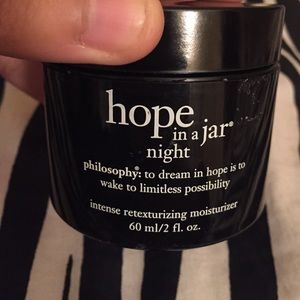 hope
in a jar®
night
philosophy®: to dream in hope is to
wake to limitless possibility
intense retexturizing moisturizer
60 ml/2 fl. oz.